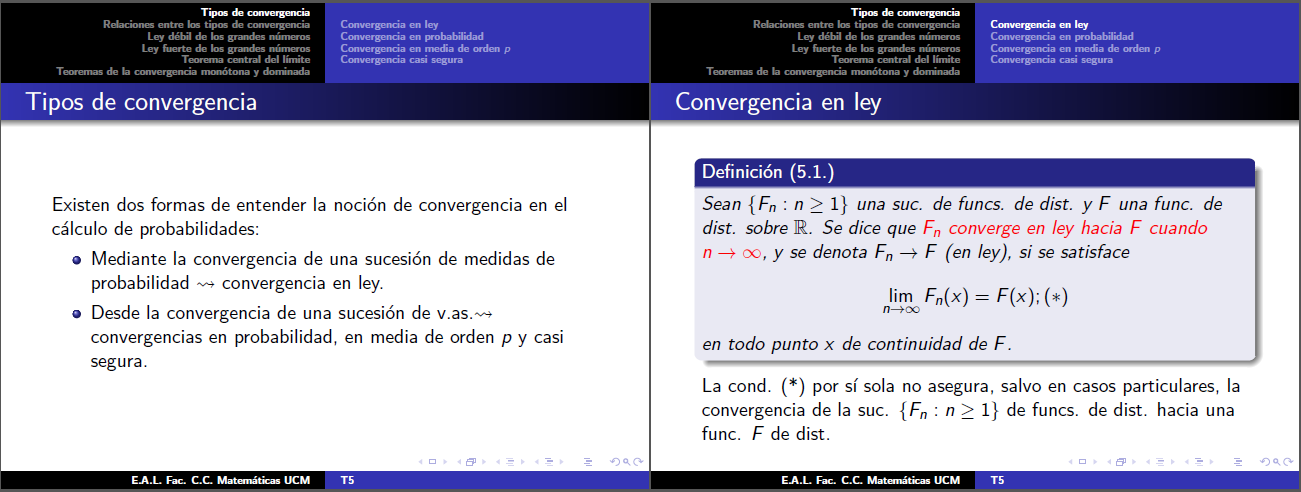 Tipos de convergencia
Relaciones entre los tipos de convergencia
Ley débil de los grandes números
Ley fuerte de los grandes números
Teorema central del límite
Teoremas de la convergencia monótona y dominada
Convergencia en ley
Convergencia en probabilidad
Convergencia en media de orden p
Convergencia casi segura
Tipos de convergencia
Existen dos formas de entender la noción de convergencia en el
cálculo de probabilidades:
Mediante la convergencia de una sucesión de medidas de
probabilidad ⇝ convergencia en ley.
Desde la convergencia de una sucesión de v.as.⇝
convergencias en probabilidad, en media de orden p y casi
segura.
E.A.L. Fac. C.C. Matemáticas UCM
T5
Tipos de convergencia
Relaciones entre los tipos de convergencia
Ley débil de los grandes números
Ley fuerte de los grandes números
Teorema central del límite
Teoremas de la convergencia monótona y dominada
Convergencia en ley
Convergencia en probabilidad
Convergencia en media de orden p
Convergencia casi segura
Convergencia en ley
Definición (5.1.)
Sean {Fₙ : n ≥ 1} una suc. de funcs. de dist. y F una func. de
dist. sobre ℝ. Se dice que Fₙ converge en ley hacia F cuando
n → ∞, y se denota Fₙ → F (en ley), si se satisface
lim n→∞ Fₙ(x) = F(x); (∗)
en todo punto x de continuidad de F.
La cond. (*) por sí sola no asegura, salvo en casos particulares, la
convergencia de la suc. {Fₙ : n ≥ 1} de funcs. de dist. hacia una
func. F de dist.
E.A.L. Fac. C.C. Matemáticas UCM
T5